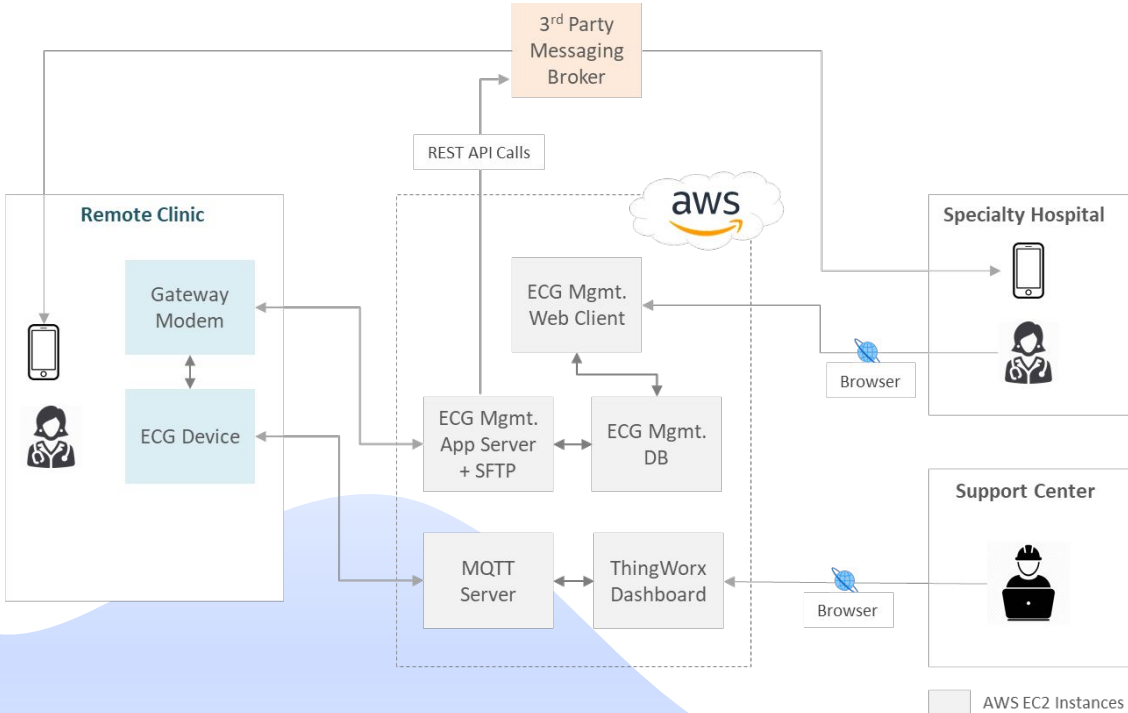 3rd Party
Messaging
Broker
REST API Calls
aws
Remote Clinic
Specialty Hospital
Gateway
Modem
ECG Mgmt.
Web Client
Browser
ECG Device
ECG Mgmt.
App Server
+ SFTP
ECG Mgmt.
DB
Support Center
MQTT
Server
ThingWorx
Dashboard
Browser
AWS EC2 Instances